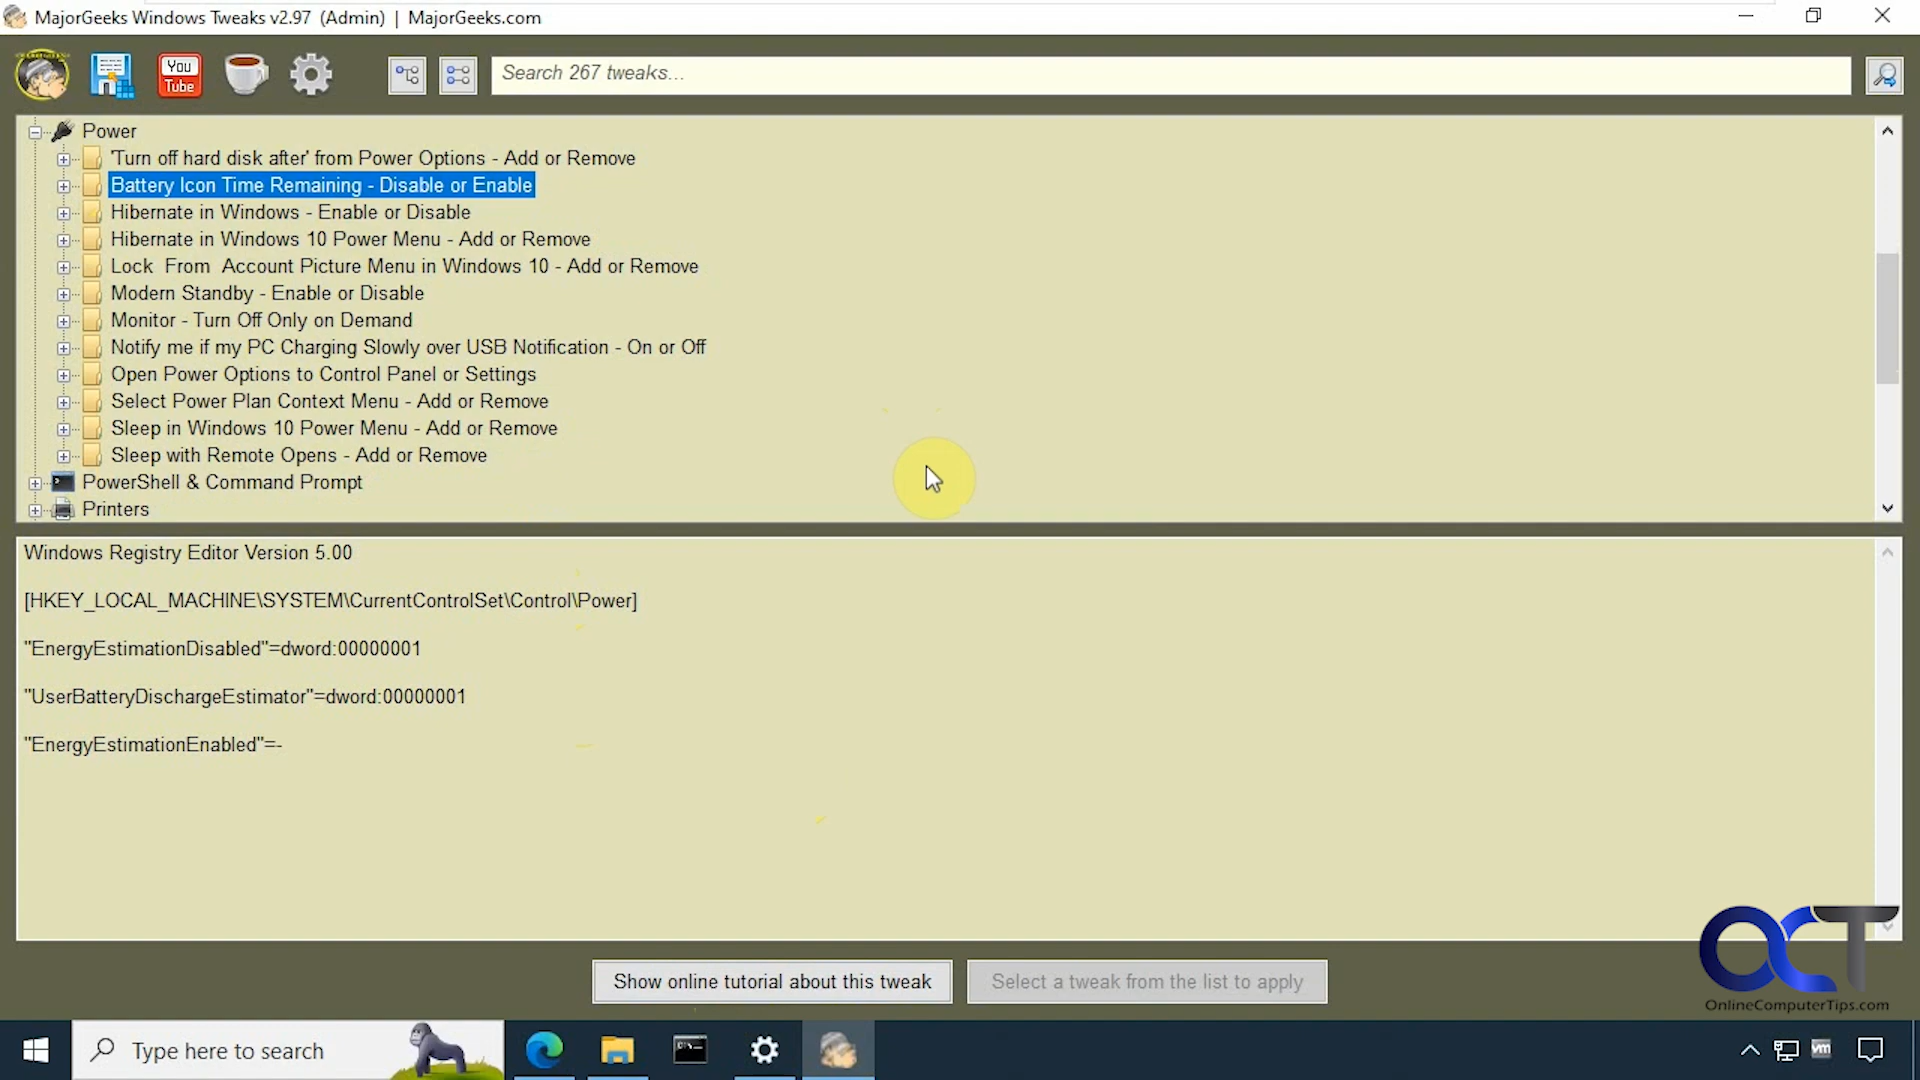 MajorGeeks Windows Tweaks v2.97 (Admin) | MajorGeeks.com
You
Tube
Search 267 tweaks...
Power
'Turn off hard disk after' from Power Options - Add or Remove
Battery Icon Time Remaining - Disable or Enable
Hibernate in Windows - Enable or Disable
Hibernate in Windows 10 Power Menu - Add or Remove
Lock From Account Picture Menu in Windows 10 - Add or Remove
Modern Standby - Enable or Disable
Monitor - Turn Off Only on Demand
Notify me if my PC Charging Slowly over USB Notification - On or Off
Open Power Options to Control Panel or Settings
Select Power Plan Context Menu - Add or Remove
Sleep in Windows 10 Power Menu - Add or Remove
Sleep with Remote Opens - Add or Remove
PowerShell & Command Prompt
Printers
Windows Registry Editor Version 5.00
[HKEY_LOCAL_MACHINE\SYSTEM\CurrentControlSet\Control\Power]
"EnergyEstimationDisabled"=dword:00000001
"UserBatteryDischargeEstimator"=dword:00000001
"EnergyEstimationEnabled"=-
Show online tutorial about this tweak
Select a tweak from the list to apply
OCT
OnlineComputerTips.com
Type here to search
vm